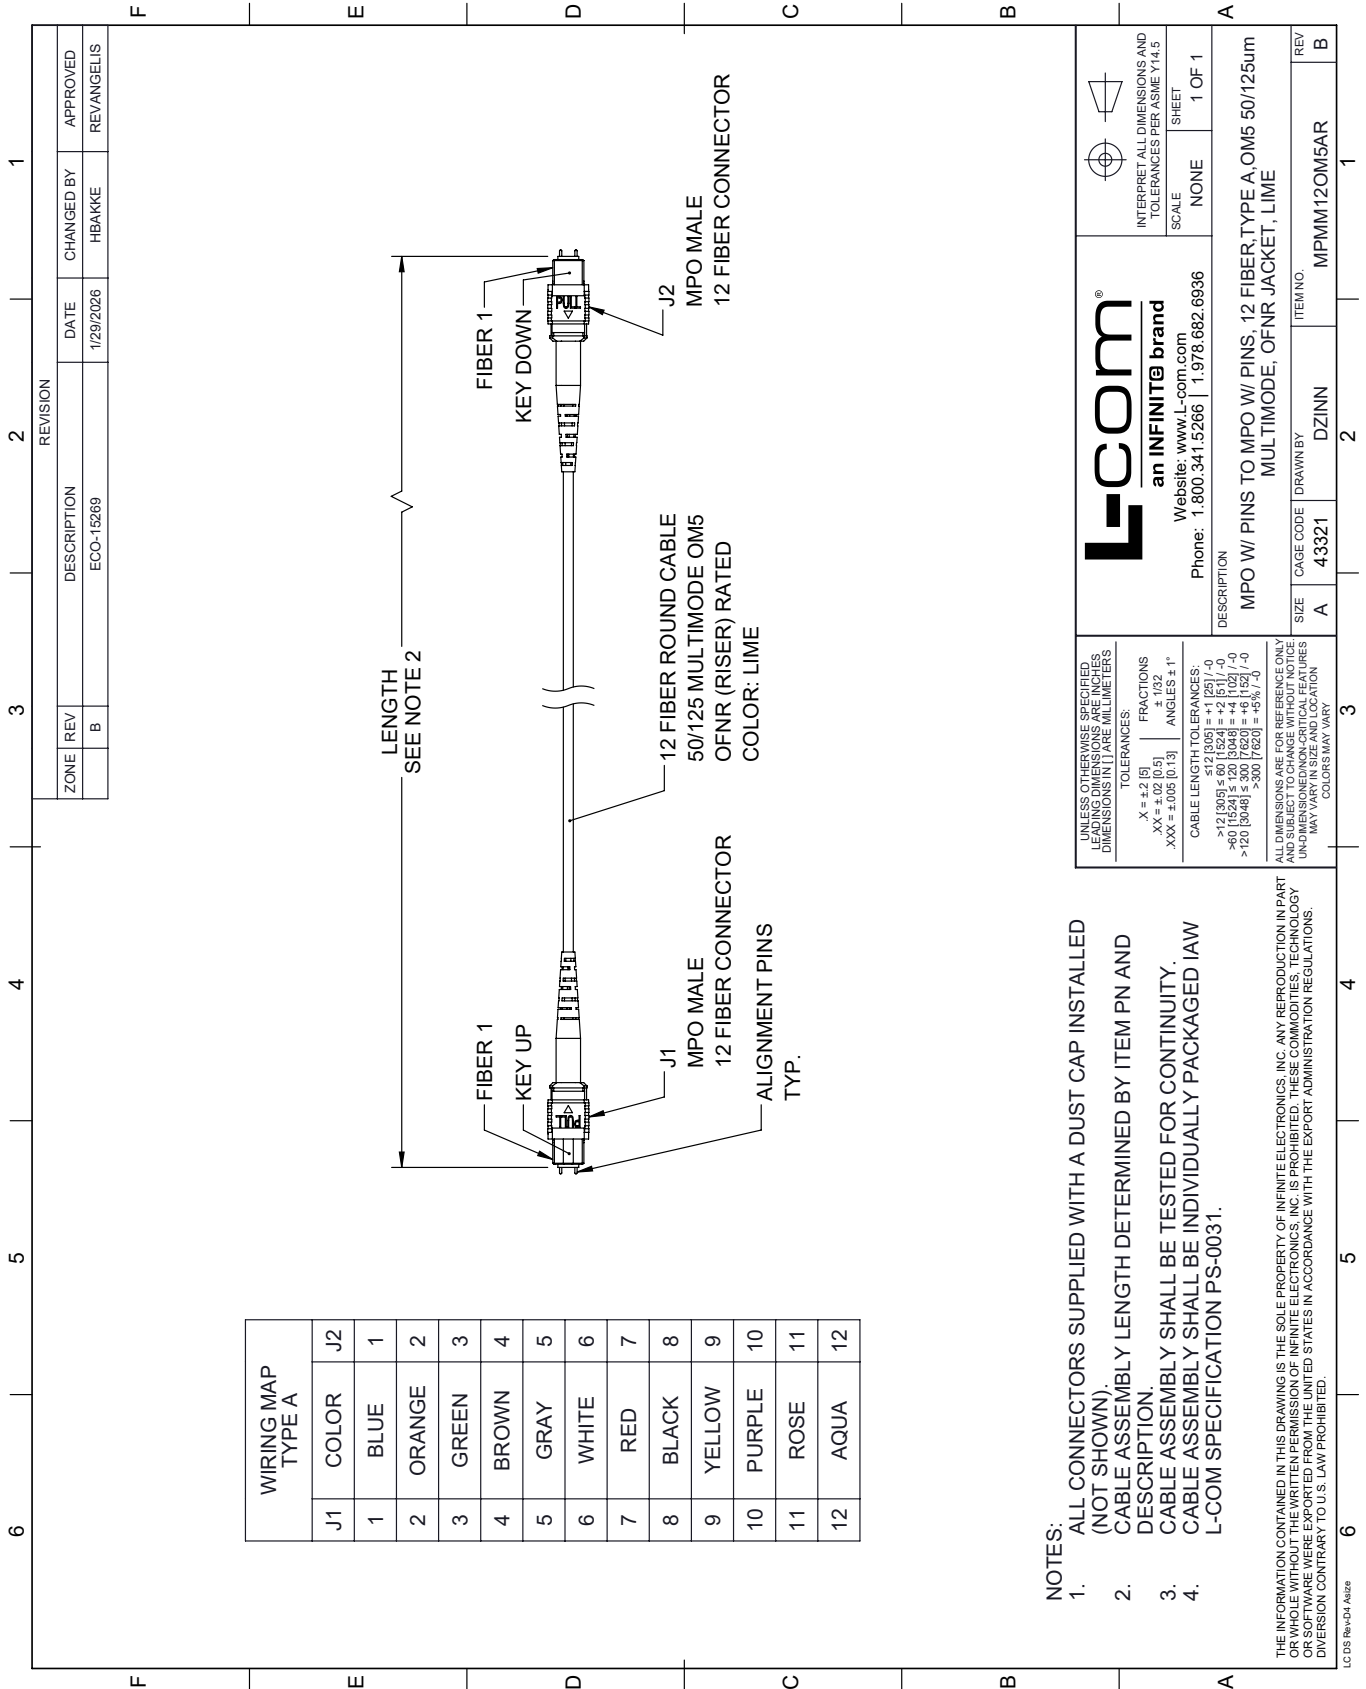 6
5
4
3
2
1
F
E
D
C
B
A
REVISION
ZONE
REV
DESCRIPTION
DATE
CHANGED BY
APPROVED
B
ECO-15269
1/29/2026
HBAKKE
REVANGELIS
WIRING MAP
TYPE A
J1 COLOR J2
1 BLUE 1
2 ORANGE 2
3 GREEN 3
4 BROWN 4
5 GRAY 5
6 WHITE 6
7 RED 7
8 BLACK 8
9 YELLOW 9
10 PURPLE 10
11 ROSE 11
12 AQUA 12
LENGTH
SEE NOTE 2
FIBER 1
KEY UP
PULL
J1
MPO MALE
12 FIBER CONNECTOR
ALIGNMENT PINS
TYP.
12 FIBER ROUND CABLE
50/125 MULTIMODE OM5
OFNR (RISER) RATED
COLOR: LIME
FIBER 1
KEY DOWN
PULL
J2
MPO MALE
12 FIBER CONNECTOR
NOTES:
1. ALL CONNECTORS SUPPLIED WITH A DUST CAP INSTALLED
(NOT SHOWN).
2. CABLE ASSEMBLY LENGTH DETERMINED BY ITEM PN AND
DESCRIPTION.
3. CABLE ASSEMBLY SHALL BE TESTED FOR CONTINUITY.
4. CABLE ASSEMBLY SHALL BE INDIVIDUALLY PACKAGED IAW
L-COM SPECIFICATION PS-0031.
THE INFORMATION CONTAINED IN THIS DRAWING IS THE SOLE PROPERTY OF INFINITE ELECTRONICS, INC. ANY REPRODUCTION IN PART
OR WHOLE WITHOUT THE WRITTEN PERMISSION OF INFINITE ELECTRONICS, INC. IS PROHIBITED. THESE COMMODITIES, TECHNOLOGY
OR SOFTWARE WERE EXPORTED FROM THE UNITED STATES IN ACCORDANCE WITH THE EXPORT ADMINISTRATION REGULATIONS.
DIVERSION CONTRARY TO U.S. LAW PROHIBITED.
UNLESS OTHERWISE SPECIFIED
LEADING DIMENSIONS ARE INCHES
DIMENSIONS IN [ ] ARE MILLIMETERS
TOLERANCES:
.X = ±.2 [5]
.XX = ±.02 [0.5]
.XXX = ±.005 [0.13]
FRACTIONS
± 1/32
ANGLES ± 1°
CABLE LENGTH TOLERANCES:
≤12 [305] = +1 [25] / -0
>12 [305] ≤ 60 [1524] = +2 [51] / -0
>60 [1524] ≤ 120 [3048] = +4 [102] / -0
>120 [3048] ≤ 300 [7620] = +6 [152] / -0
>300 [7620] = +5% / -0
ALL DIMENSIONS ARE FOR REFERENCE ONLY
AND SUBJECT TO CHANGE WITHOUT NOTICE.
UN-DIMENSIONED/NON-CRITICAL FEATURES
MAY VARY IN SIZE AND LOCATION
COLORS MAY VARY
L-com®
an INFINITE brand
Website: www.L-com.com
Phone: 1.800.341.5266 | 1.978.682.6936
INTERPRET ALL DIMENSIONS AND
TOLERANCES PER ASME Y14.5
SCALE
NONE
SHEET
1 OF 1
DESCRIPTION
MPO W/ PINS TO MPO W/ PINS, 12 FIBER,TYPE A,OM5 50/125um
MULTIMODE, OFNR JACKET, LIME
SIZE
A
CAGE CODE
43321
DRAWN BY
DZINN
ITEM NO.
MPMM12OM5AR
REV
B
F
E
D
C
B
A
6
5
4
3
2
1
LC DS Rev-D4 Asize